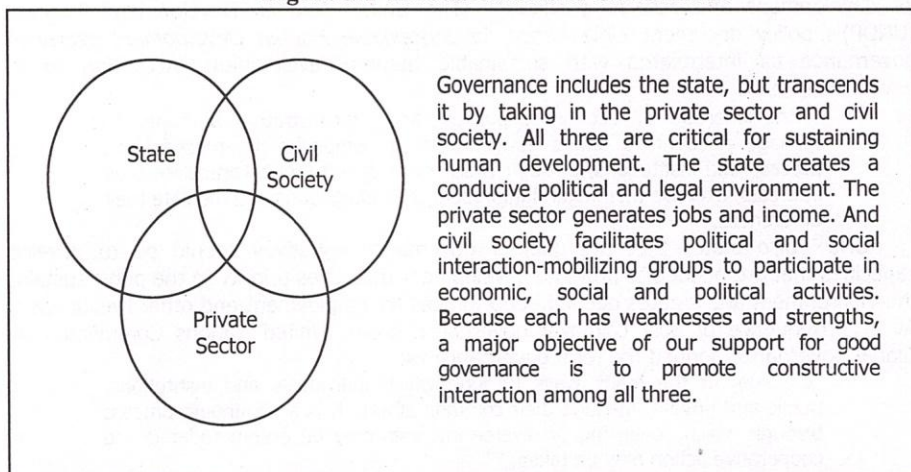 State
Civil
Society
Private
Sector
Governance includes the state, but transcends
it by taking in the private sector and civil
society. All three are critical for sustaining
human development. The state creates a
conducive political and legal environment. The
private sector generates jobs and income. And
civil society facilitates political and social
interaction-mobilizing groups to participate in
economic, social and political activities.
Because each has weaknesses and strengths,
a major objective of our support for good
governance is to promote constructive
interaction among all three.